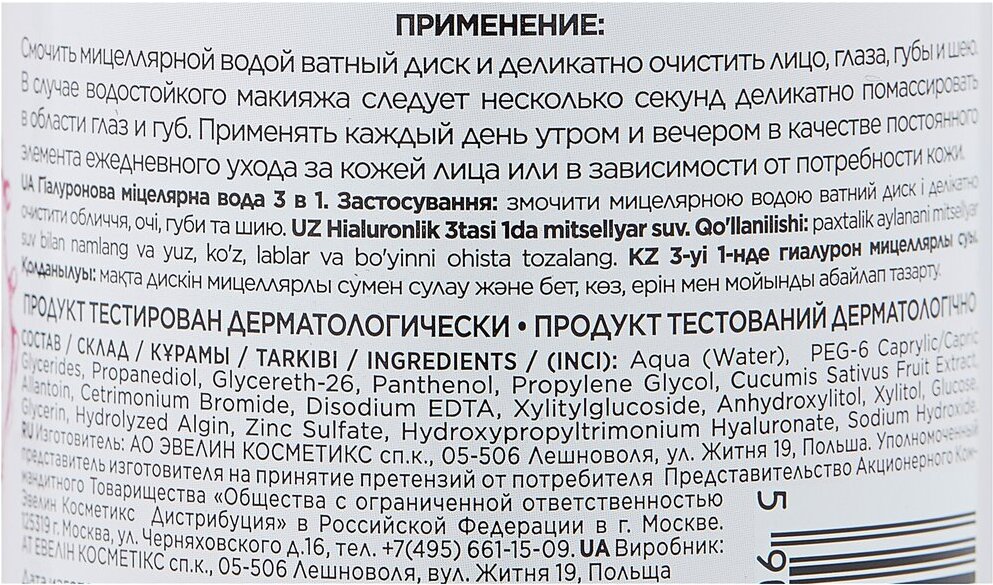 ПРИМЕНЕНИЕ:
Смочить мицеллярной водой ватный диск и деликатно очистить лицо, глаза, губы и шею.
В случае водостойкого макияжа следует несколько секунд деликатно помассировать
в области глаз и губ. Применять каждый день утром и вечером в качестве постоянного
элемента ежедневного ухода за кожей лица или в зависимости от потребности кожи.
UA Гіалуронова міцелярна вода 3 в 1. Застосування: змочити мицелярною водою ватний диск і делікатно
очистити обличчя, очі, губи та шию. UZ Hialuronlik 3tasi 1da mitsellyar suv. Qo'llanilishi: paxtalik aylanani mitsellyar
suv bilan namlang va yuz, ko'z, lablar va bo'yinni ohista tozalang. KZ 3-уі 1-нде гиалурон мицеллярлы суы.
Қолданылуы: мақта дискін мицеллярлы сумен сулау және бет, көз, ерін мен мойынды абайлап тазарту.
ПРОДУКТ ТЕСТИРОВАН ДЕРМАТОЛОГИЧЕСКИ • ПРОДУКТ ТЕСТОВАНИЙ ДЕРМАТОЛОГІЧНО
СОСТАВ / СКЛАД / ҚҰРАМЫ / TARKIBI / INGREDIENTS / (INCI): Aqua (Water), PEG-6 Caprylic/Capric
Glycerides, Propanediol, Glycereth-26, Panthenol, Propylene Glycol, Cucumis Sativus Fruit Extract,
Allantoin, Cetrimonium Bromide, Disodium EDTA, Xylitylglucoside, Anhydroxylitol, Xylitol, Glucose,
Glycerin, Hydrolyzed Algin, Zinc Sulfate, Hydroxypropyltrimonium Hyaluronate, Sodium Hydroxide.
RU Изготовитель: АО ЭВЕЛИН КОСМЕТИКС сп.к., 05-506 Лешноволя, ул. Житня 19, Польша. Уполномоченный
представитель изготовителя на принятие претензий от потребителя Представительство Акционерного Ком-
мандитного Товарищества «Общества с ограниченной ответственностью
Эвелин Косметикс Дистрибуция» в Российской Федерации в г. Москве.
125319 г. Москва, ул. Черняховского д.16, тел. +7(495) 661-15-09. UA Виробник:
АТ ЕВЕЛІН КОСМЕТІКС сп.к., 05-506 Лешноволя, вул. Житня 19, Польща
5